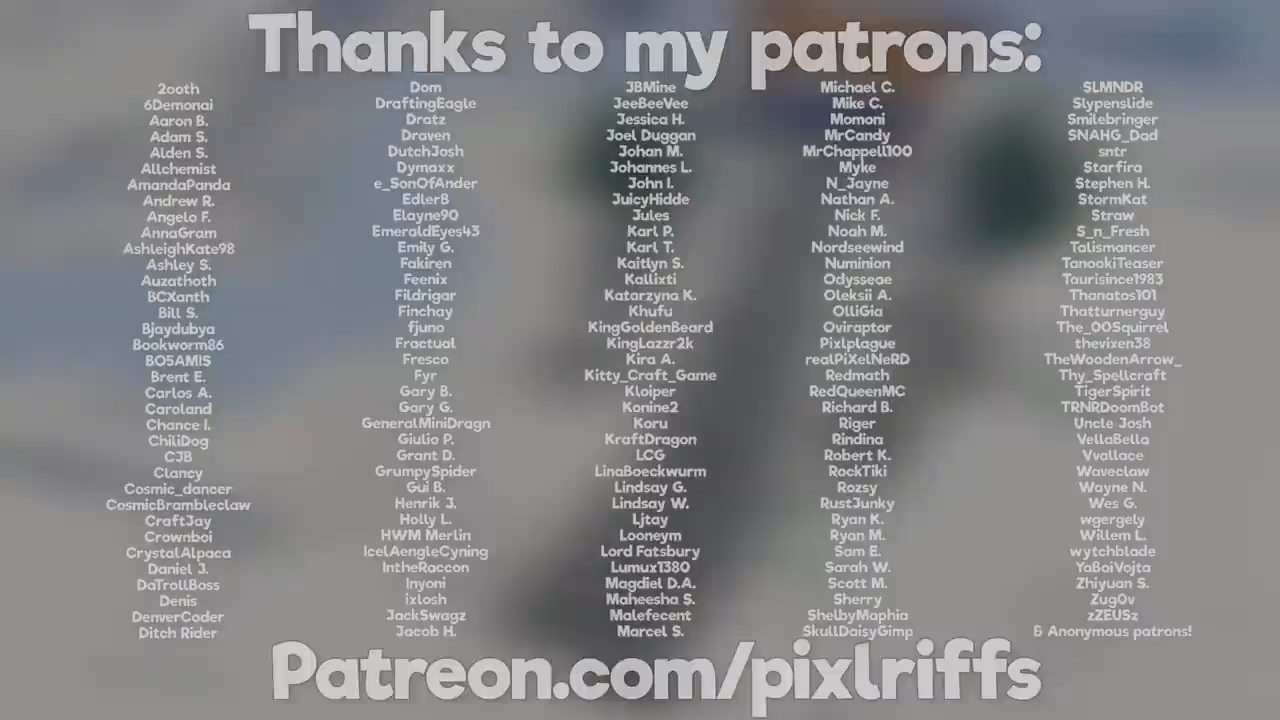 Thanks to my patrons:
2ooth
6Demonai
Aaron B.
Adam S.
Alden S.
Allchemist
AmandaPanda
Andrew R.
Angelo F.
AnnaGram
AshleighKate98
Ashley S.
Auzathoth
BCXanth
Bill S.
Bjaydubya
Bookworm86
BO5AMIS
Brent E.
Carlos A.
Caroland
Chance I.
ChiliDog
CJB
Clancy
Cosmic_dancer
CosmicBrambleclaw
CraftJay
Crownboi
CrystalAlpaca
Daniel J.
DaTrollBoss
Denis
DenverCoder
Ditch Rider
Dom
DraftingEagle
Dratz
Draven
DutchJosh
Dymaxx
e_SonOfAnder
EdlerB
Elayne90
EmeraldEyes43
Emily G.
Fakiren
Feenix
Fildrigar
Finchay
fjuno
Fractual
Fresco
Fyr
Gary B.
Gary G.
GeneralMiniDragn
Giulio P.
Grant D.
GrumpySpider
Gui B.
Henrik J.
Holly L.
HWM Merlin
IcelAengleCyning
IntheRaccon
Inyoni
ixlosh
JackSwagz
Jacob H.
JBMine
JeeBeeVee
Jessica H.
Joel Duggan
Johan M.
Johannes L.
John I.
JuicyHidde
Jules
Karl P.
Karl T.
Kaitlyn S.
Kallixti
Katarzyna K.
Khufu
KingGoldenBeard
KingLazzr2k
Kira A.
Kitty_Craft_Game
Kloiper
Konine2
Koru
KraftDragon
LCG
LinaBoeckwurm
Lindsay G.
Lindsay W.
Ljtay
Looneym
Lord Fatsbury
Lumux1380
Magdiel D.A.
Maheesha S.
Malefecent
Marcel S.
Michael C.
Mike C.
Momoni
MrCandy
MrChappell100
Myke
N_Jayne
Nathan A.
Nick F.
Noah M.
Nordseewind
Numinion
Odysseae
Oleksii A.
OlliGia
Oviraptor
Pixlplague
realPiXelNeRD
Redmath
RedQueenMC
Richard B.
Riger
Rindina
Robert K.
RockTiki
Rozsy
RustJunky
Ryan K.
Ryan M.
Sam E.
Sarah W.
Scott M.
Sherry
ShelbyMaphia
SkullDaisyGimp
SLMNDR
Slypenslide
Smilebringer
SNAHG_Dad
sntr
Starfira
Stephen H.
StormKat
Straw
S_n_Fresh
Talismancer
TanookiTeaser
Taurisince1983
Thanatos101
Thatturnerguy
The_00Squirrel
thevixen38
TheWoodenArrow_
Thy_Spellcraft
TigerSpirit
TRNRDoomBot
Uncle Josh
VellaBella
Vvallace
Waveclaw
Wayne N.
Wes G.
wgergely
Willem L.
wytchblade
YaBoiVojta
Zhiyuan S.
Zug0v
zZEUSz
& Anonymous patrons!
Patreon.com/pixlriffs